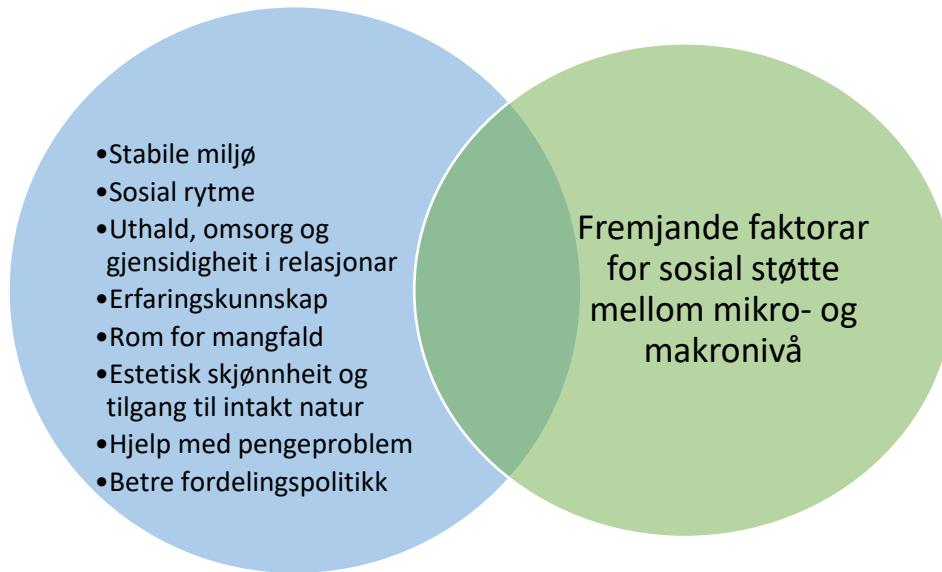 •Stabile miljø
•Sosial rytme
•Uthald, omsorg og
gjensidigheit i relasjonar
•Erfaringskunnskap
•Rom for mangfald
•Estetisk skjønnheit og
tilgang til intakt natur
•Hjelp med pengeproblem
•Betre fordelingspolitikk
Fremjande faktorar
for sosial støtte
mellom mikro- og
makronivå